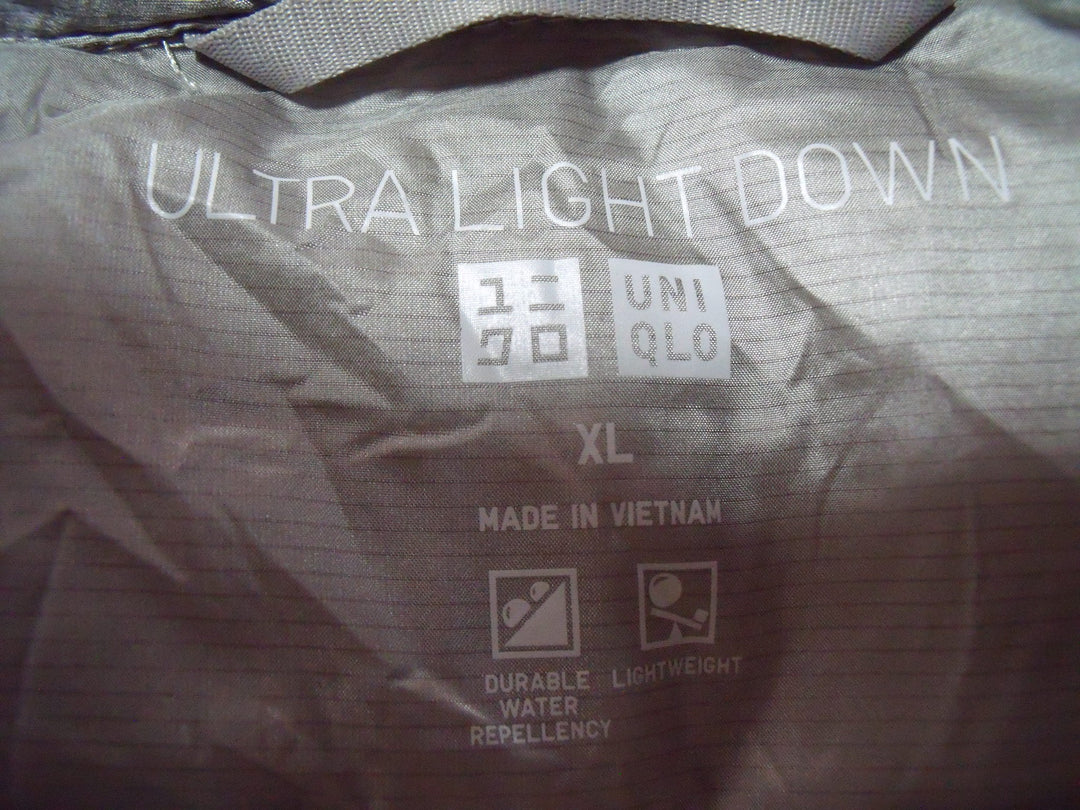 ULTRA LIGHT DOWN
ユニ UNI
クロ QLO
XL
MADE IN VIETNAM
DURABLE LIGHTWEIGHT
WATER
REPELLENCY